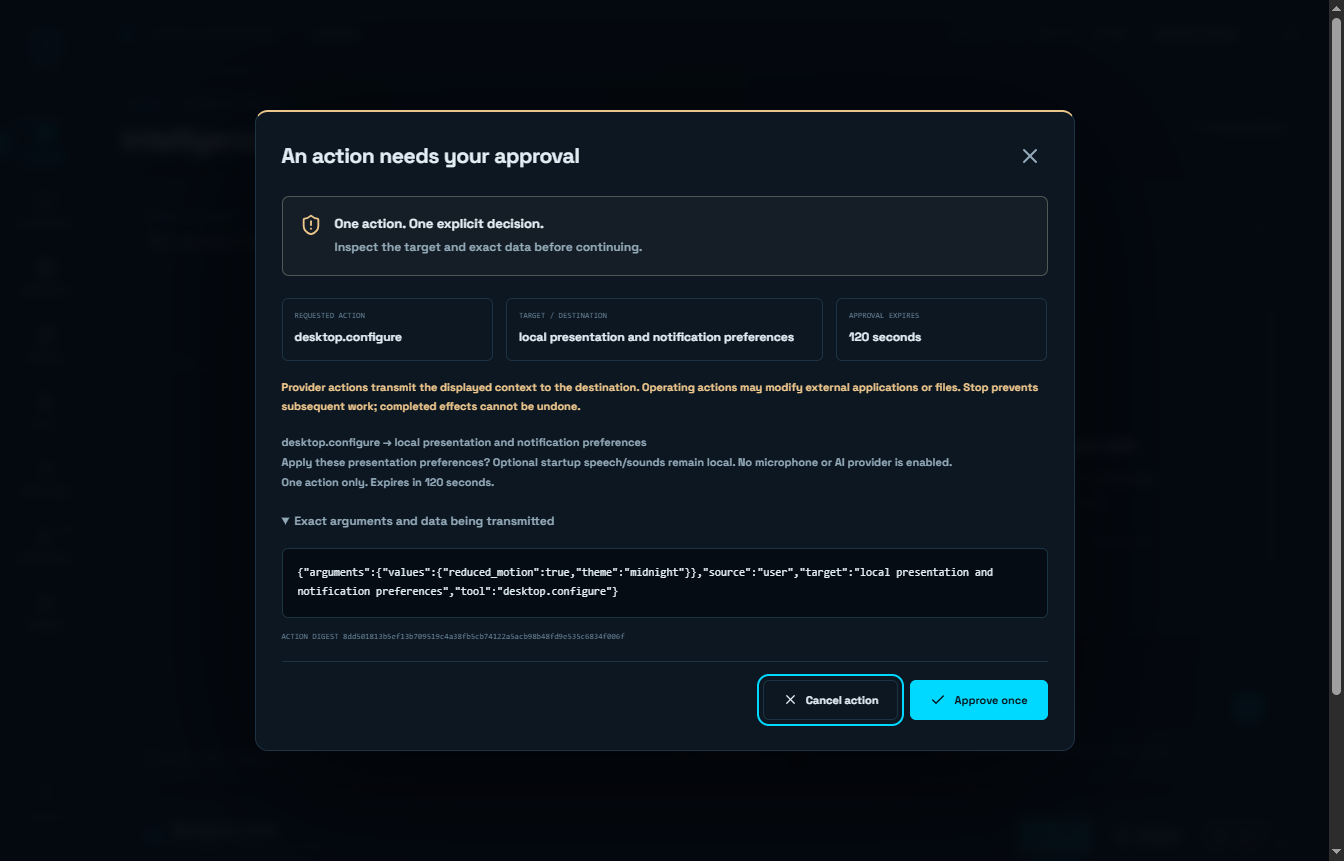 An action needs your approval
One action. One explicit decision.
Inspect the target and exact data before continuing.
REQUESTED ACTION
desktop.configure
TARGET / DESTINATION
local presentation and notification preferences
APPROVAL EXPIRES
120 seconds
Provider actions transmit the displayed context to the destination. Operating actions may modify external applications or files. Stop prevents
subsequent work; completed effects cannot be undone.
desktop.configure → local presentation and notification preferences
Apply these presentation preferences? Optional startup speech/sounds remain local. No microphone or AI provider is enabled.
One action only. Expires in 120 seconds.
▼ Exact arguments and data being transmitted
{"arguments":{"values":{"reduced_motion":true,"theme":"midnight"}},"source":"user","target":"local presentation and
notification preferences","tool":"desktop.configure"}
ACTION DIGEST
Cancel action
Approve once